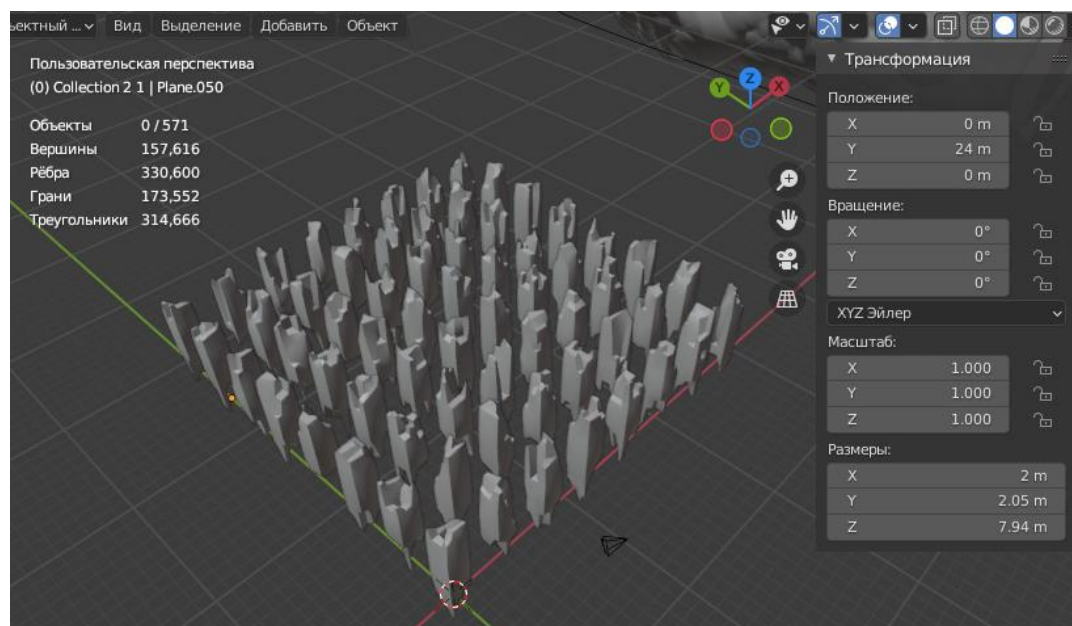 ьектный ...
Вид
Выделение
Добавить
Объект
Пользовательская перспектива
(0) Collection 2 1 | Plane.050
Объекты 0/571
Вершины 157,616
Рёбра 330,600
Грани 173,552
Треугольники 314,666
Y
Z
X
Трансформация
Положение:
X 0 m
Y 24 m
Z 0 m
Вращение:
X 0°
Y 0°
Z 0°
XYZ Эйлер
Масштаб:
X 1.000
Y 1.000
Z 1.000
Размеры:
X 2 m
Y 2.05 m
Z 7.94 m